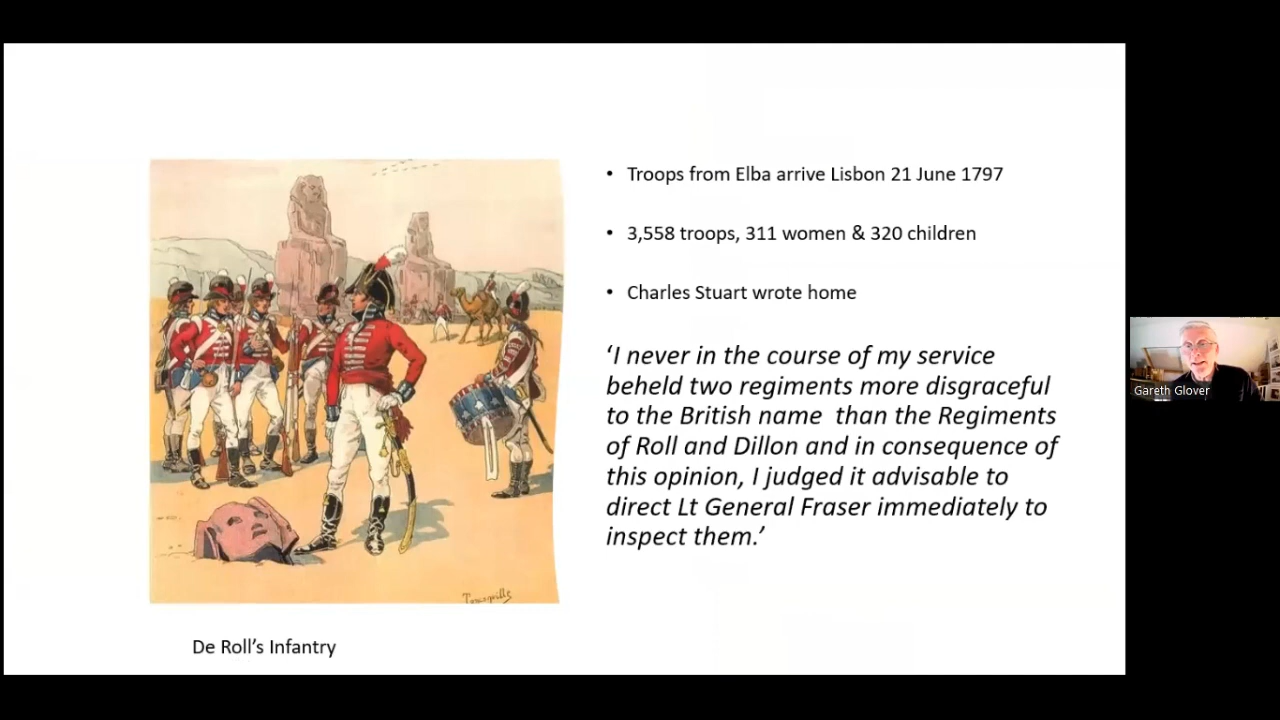 • Troops from Elba arrive Lisbon 21 June 1797
• 3,558 troops, 311 women & 320 children
• Charles Stuart wrote home
‘I never in the course of my service
beheld two regiments more disgraceful
to the British name than the Regiments
of Roll and Dillon and in consequence of
this opinion, I judged it advisable to
direct Lt General Fraser immediately to
inspect them.’
De Roll’s Infantry
Gareth Glover